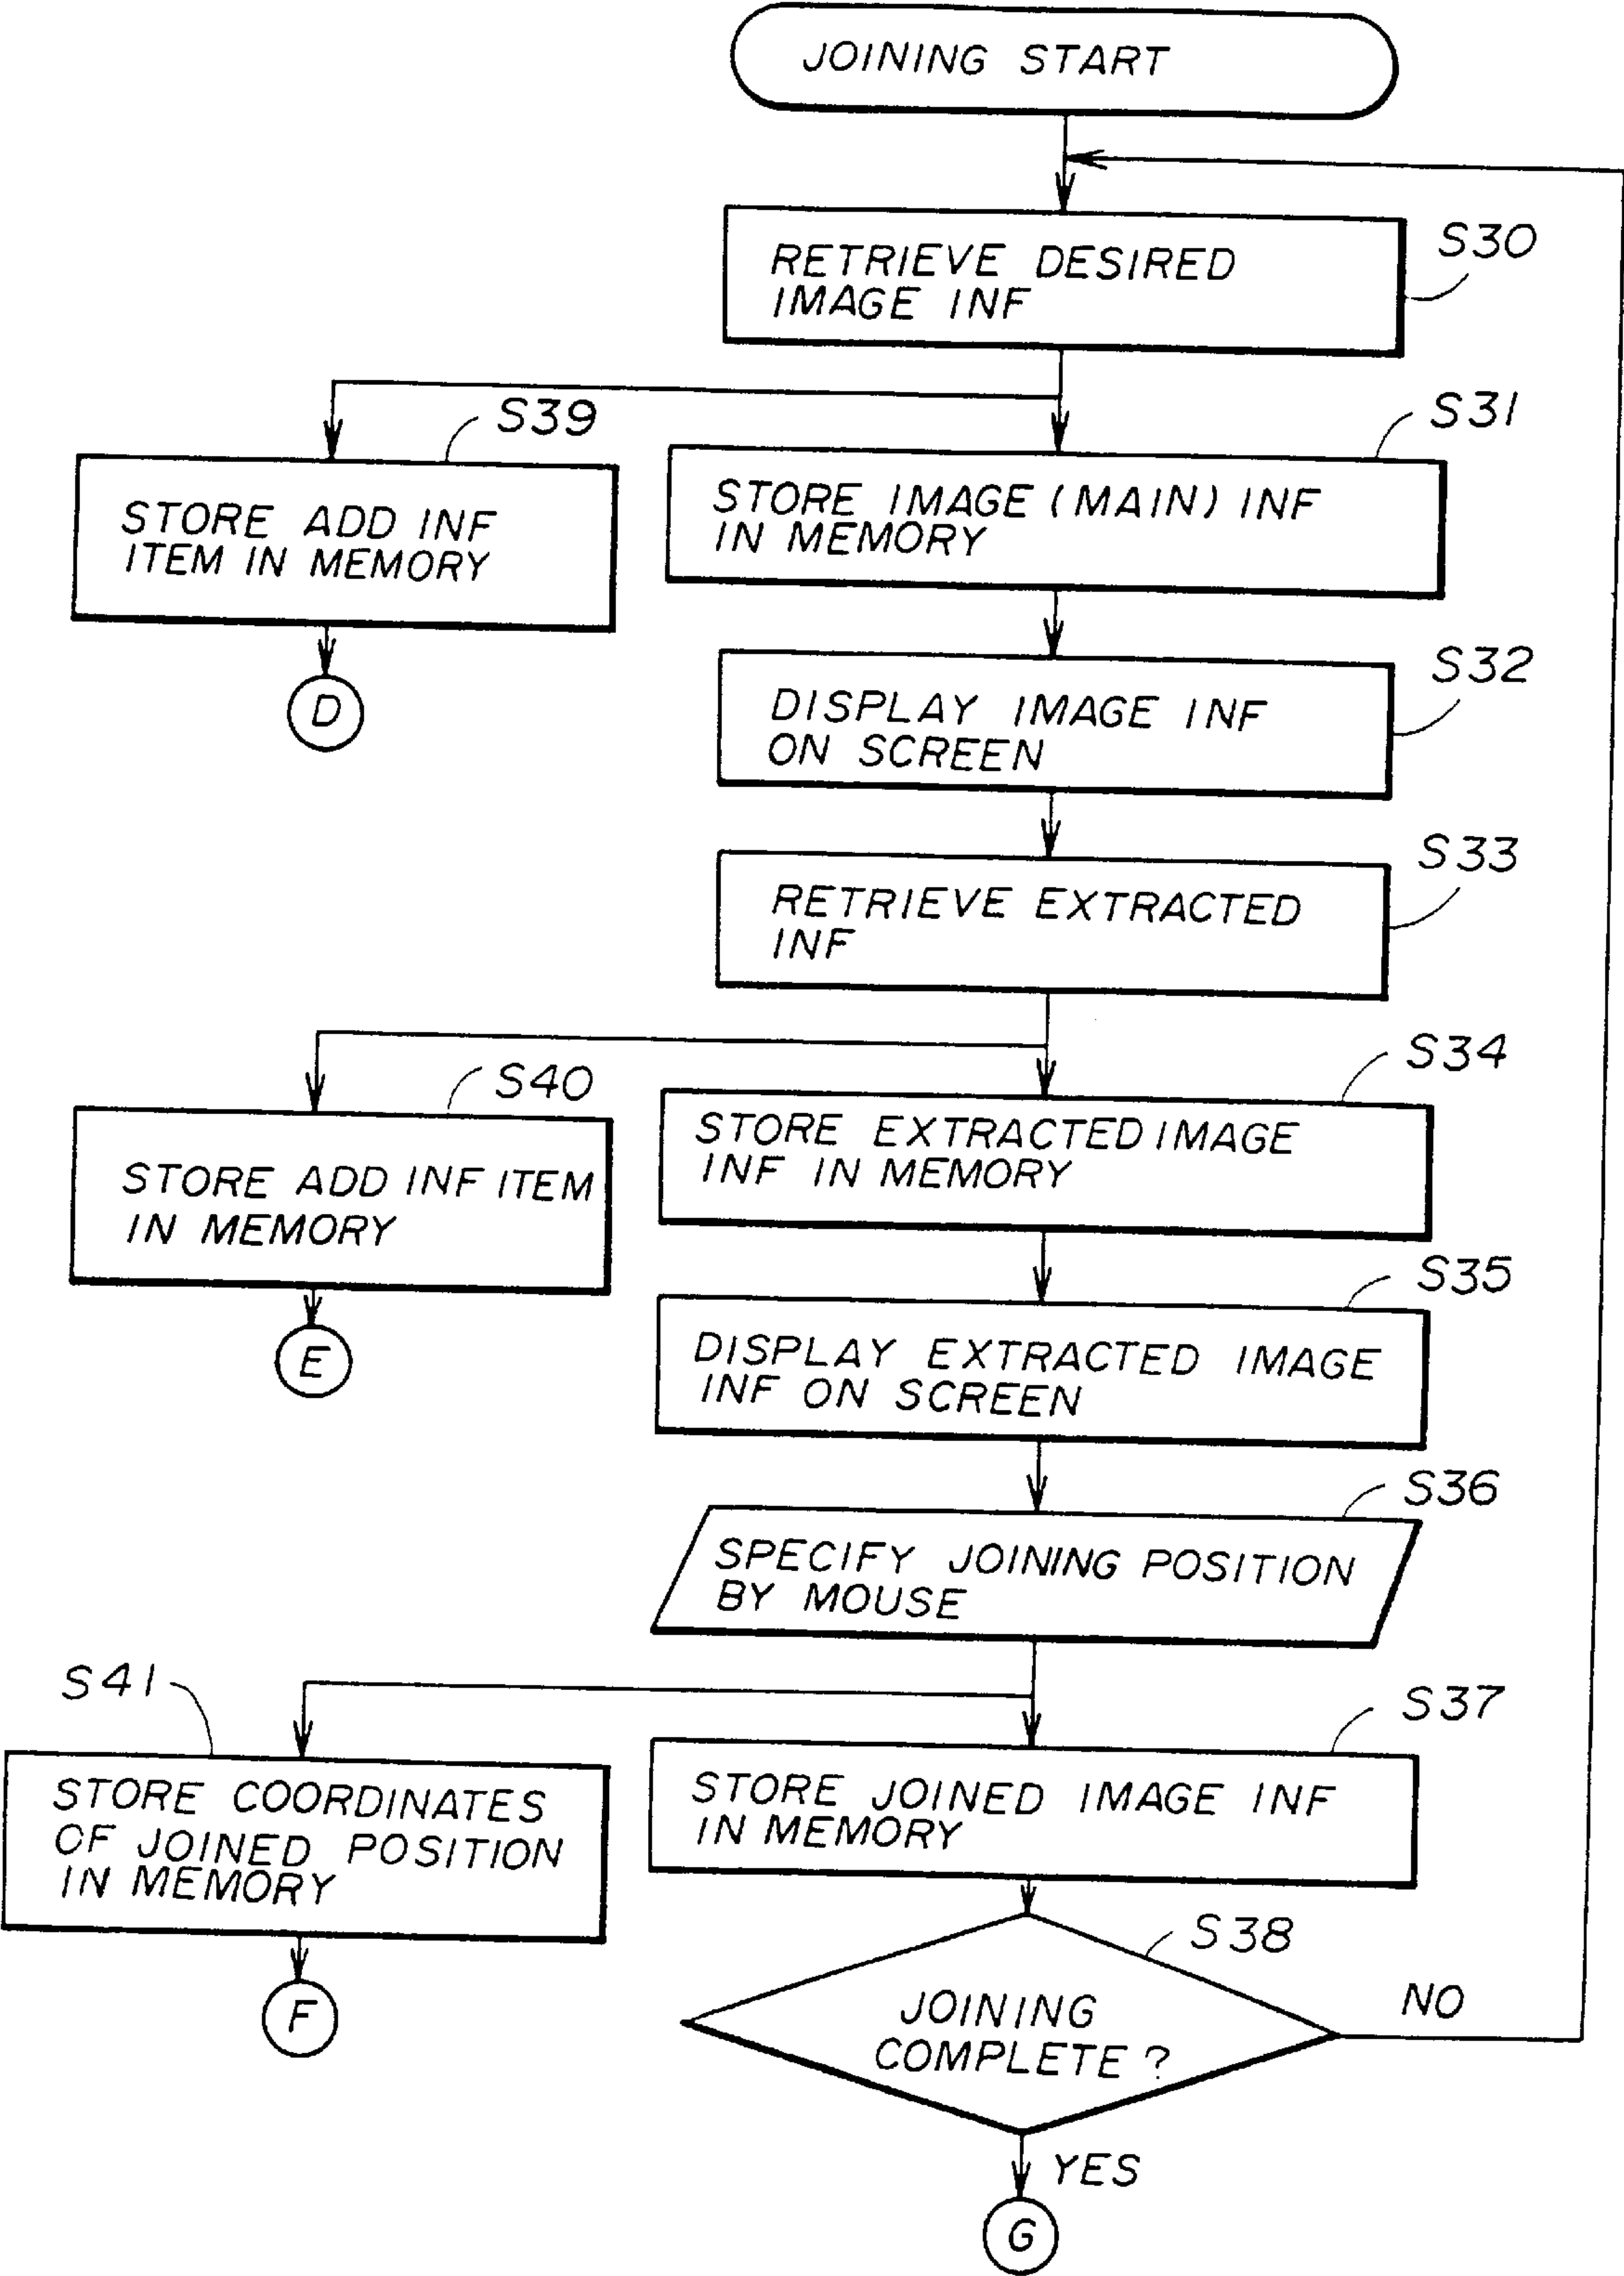 JOINING START
RETRIEVE DESIRED
IMAGE INF
S30
S39
STORE ADD INF
ITEM IN MEMORY
D
S31
STORE IMAGE (MAIN) INF
IN MEMORY
S32
DISPLAY IMAGE INF
ON SCREEN
S33
RETRIEVE EXTRACTED
INF
S40
STORE ADD INF ITEM
IN MEMORY
E
S34
STORE EXTRACTED IMAGE
INF IN MEMORY
S35
DISPLAY EXTRACTED IMAGE
INF ON SCREEN
S36
SPECIFY JOINING POSITION
BY MOUSE
S41
STORE COORDINATES
OF JOINED POSITION
IN MEMORY
F
S37
STORE JOINED IMAGE INF
IN MEMORY
S38
JOINING
COMPLETE ?
NO
YES
G